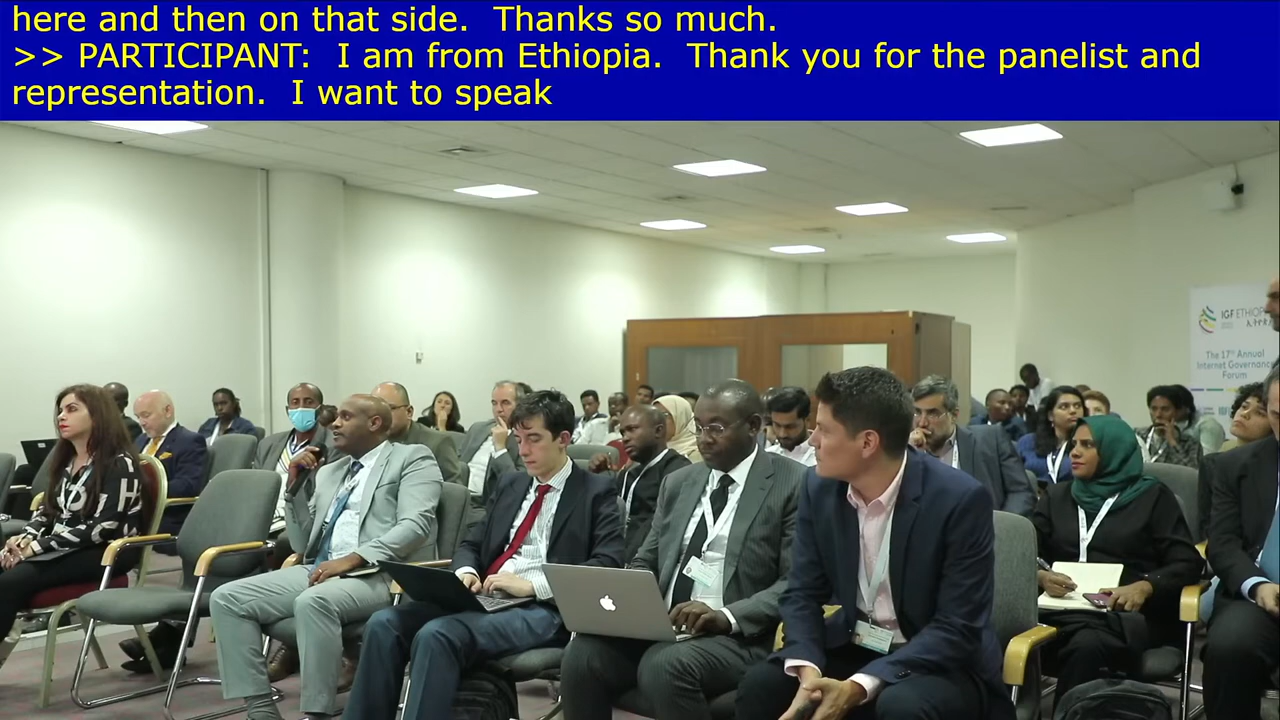 here and then on that side.  Thanks so much.
>> PARTICIPANT:  I am from Ethiopia.  Thank you for the panelist and
representation.  I want to speak
IGF
The 17th Annual
Internet Governance
Forum